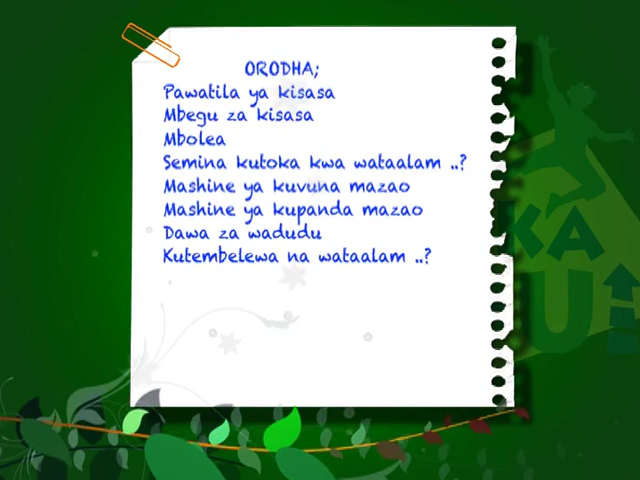 ORODHA;
Pawatila ya kisasa
Mbegu za kisasa
Mbolea
Semina kutoka kwa wataalam ..?
Mashine ya kuvuna mazao
Mashine ya kupanda mazao
Dawa za wadudu
Kutembelewa na wataalam ..?
KA
U!